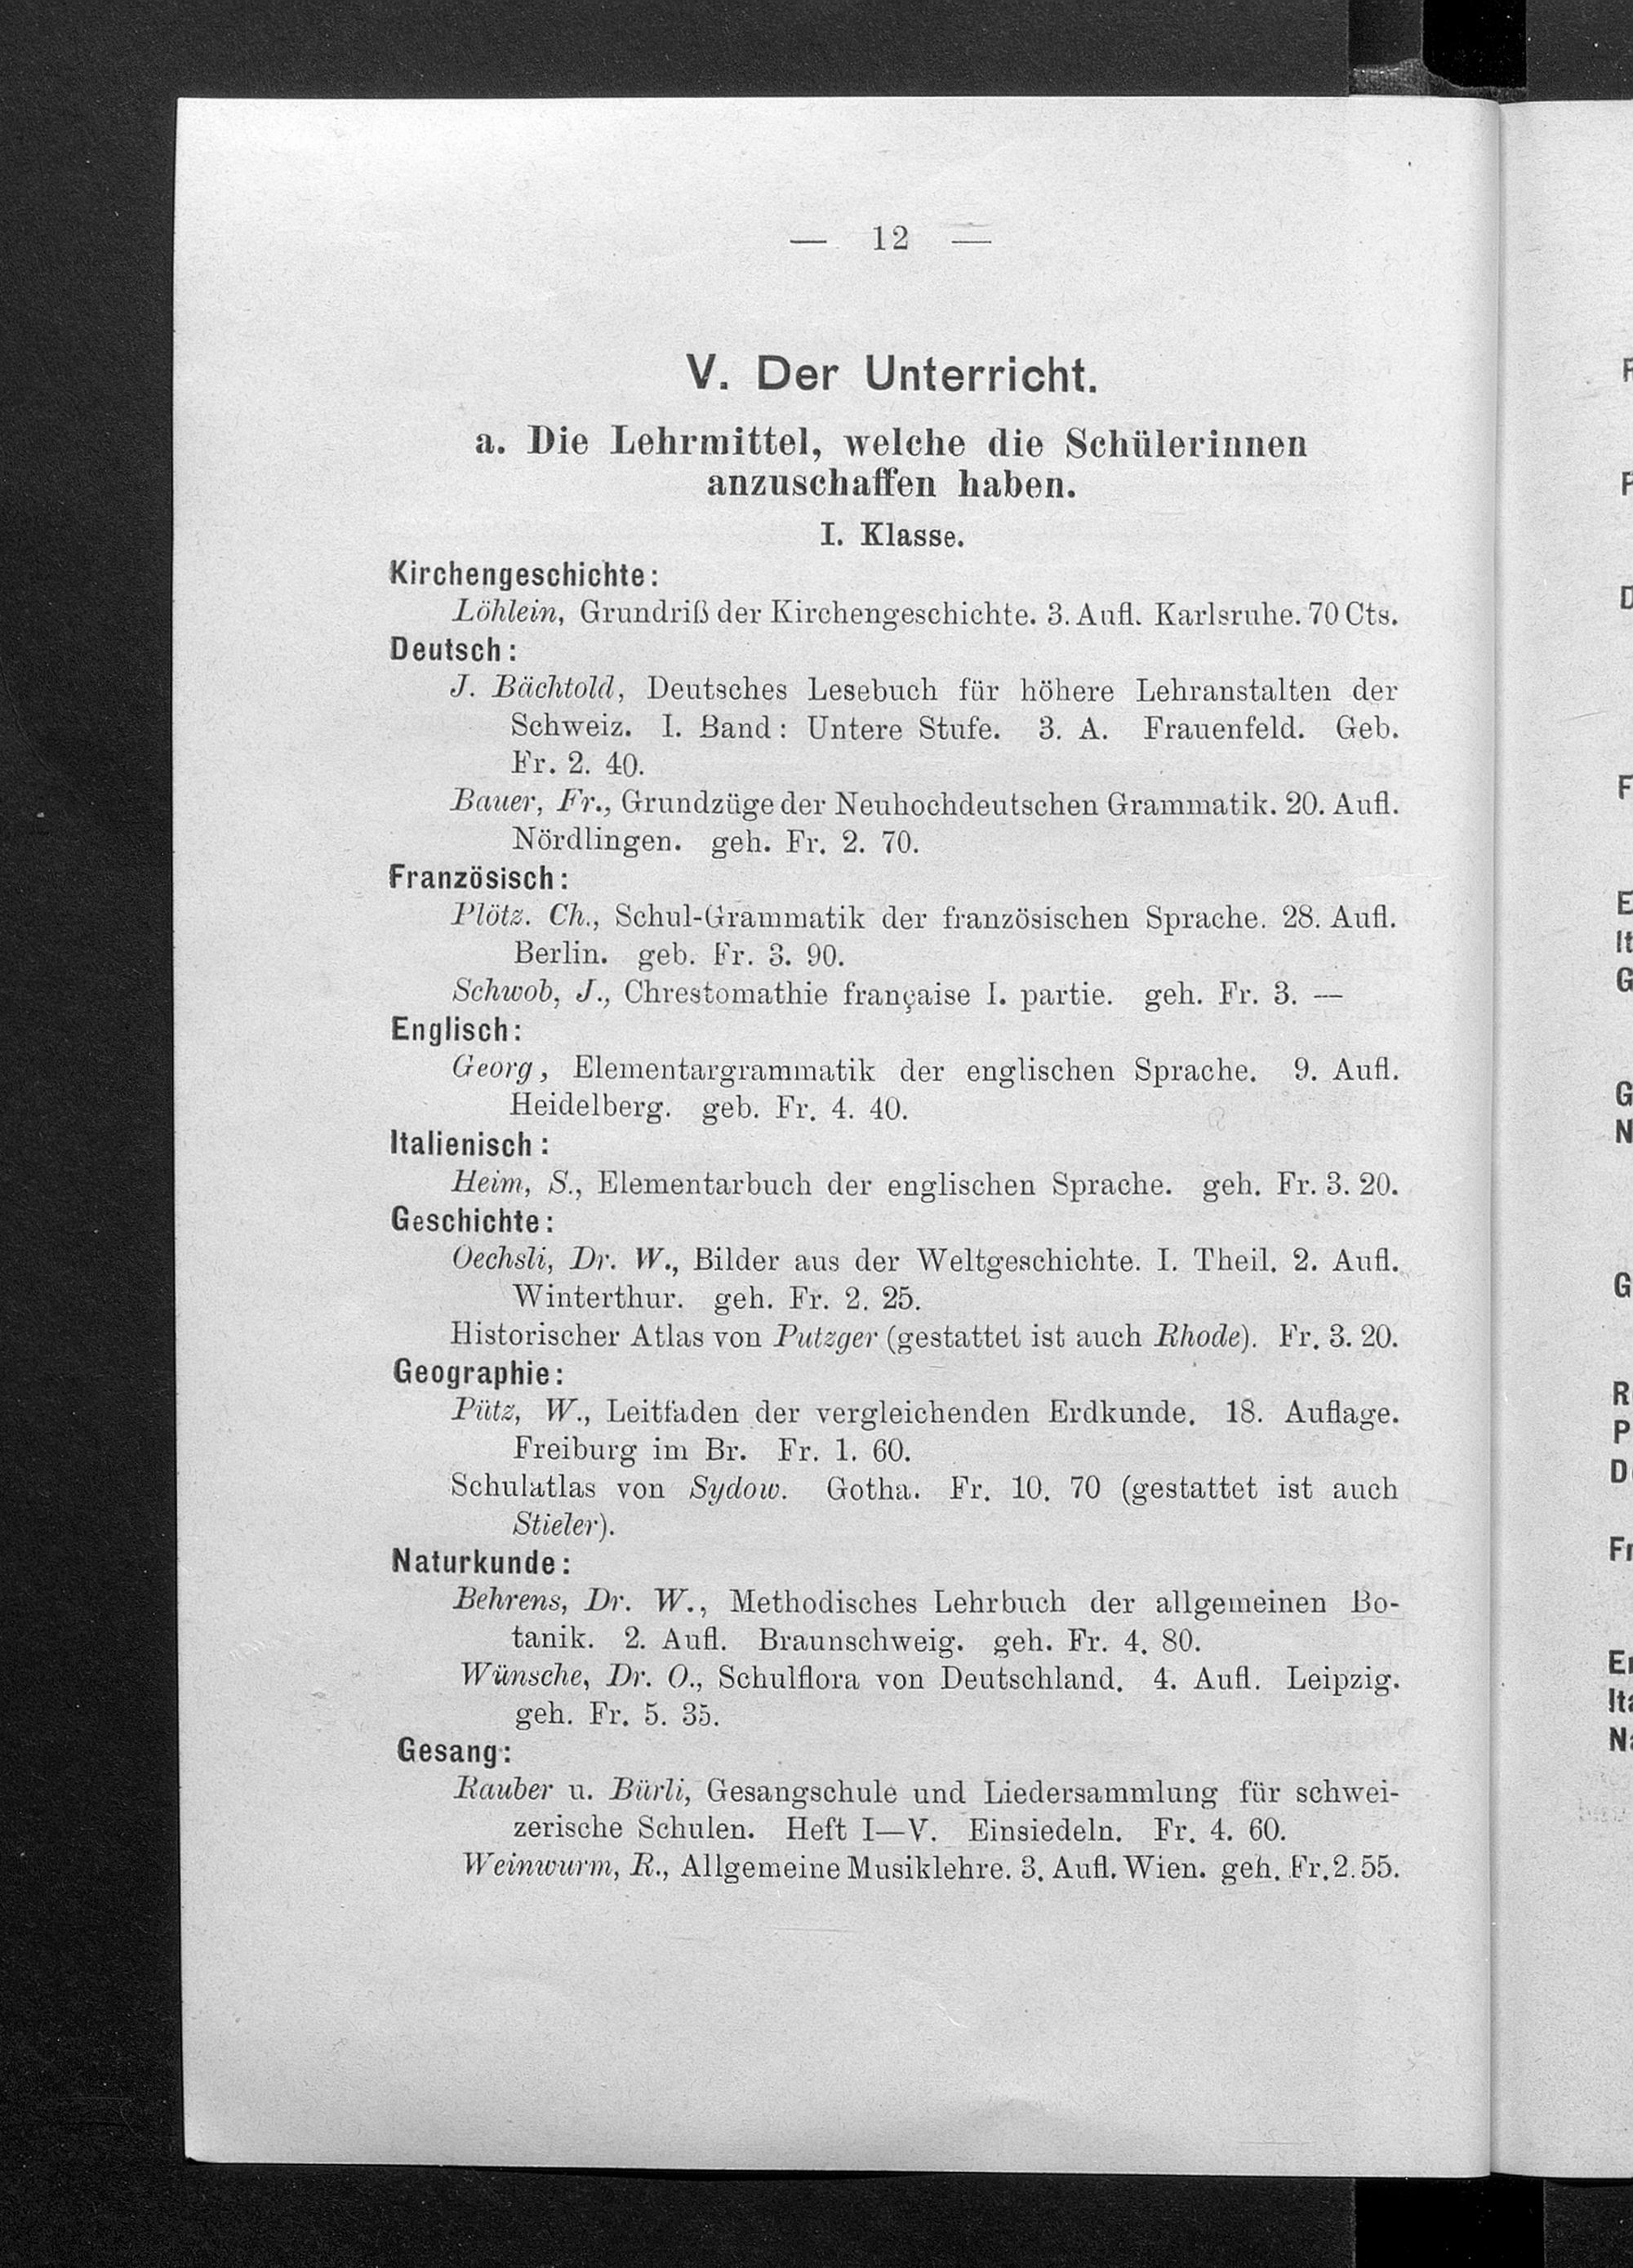 — 12 —
V. Der Unterricht.
a. Die Lehrmittel, welche die Schülerinnen
anzuschaffen haben.
I. Klasse.
Kirchengeschichte:
Löhlein, Grundriß der Kirchengeschichte. 3. Aufl. Karlsruhe. 70 Cts.
Deutsch:
J. Bächtold, Deutsches Lesebuch für höhere Lehranstalten der
Schweiz. I. Band: Untere Stufe. 3. A. Frauenfeld. Geb.
Fr. 2. 40.
Bauer, Fr., Grundzüge der Neuhochdeutschen Grammatik. 20. Aufl.
Nördlingen. geh. Fr. 2. 70.
Französisch:
Plötz. Ch., Schul-Grammatik der französischen Sprache. 28. Aufl.
Berlin. geb. Fr. 3. 90.
Schwob, J., Chrestomathie française I. partie. geh. Fr. 3. —
Englisch:
Georg, Elementargrammatik der englischen Sprache. 9. Aufl.
Heidelberg. geb. Fr. 4. 40.
Italienisch:
Heim, S., Elementarbuch der englischen Sprache. geh. Fr. 3. 20.
Geschichte:
Oechsli, Dr. W., Bilder aus der Weltgeschichte. I. Theil. 2. Aufl.
Winterthur. geh. Fr. 2. 25.
Historischer Atlas von Putzger (gestattet ist auch Rhode). Fr. 3. 20.
Geographie:
Pütz, W., Leitfaden der vergleichenden Erdkunde. 18. Auflage.
Freiburg im Br. Fr. 1. 60.
Schulatlas von Sydow. Gotha. Fr. 10. 70 (gestattet ist auch
Stieler).
Naturkunde:
Behrens, Dr. W., Methodisches Lehrbuch der allgemeinen Bo-
tanik. 2. Aufl. Braunschweig. geh. Fr. 4. 80.
Wünsche, Dr. O., Schulflora von Deutschland. 4. Aufl. Leipzig.
geh. Fr. 5. 35.
Gesang:
Rauber u. Bürli, Gesangschule und Liedersammlung für schwei-
zerische Schulen. Heft I—V. Einsiedeln. Fr. 4. 60.
Weinwurm, R., Allgemeine Musiklehre. 3. Aufl. Wien. geh. Fr. 2. 55.